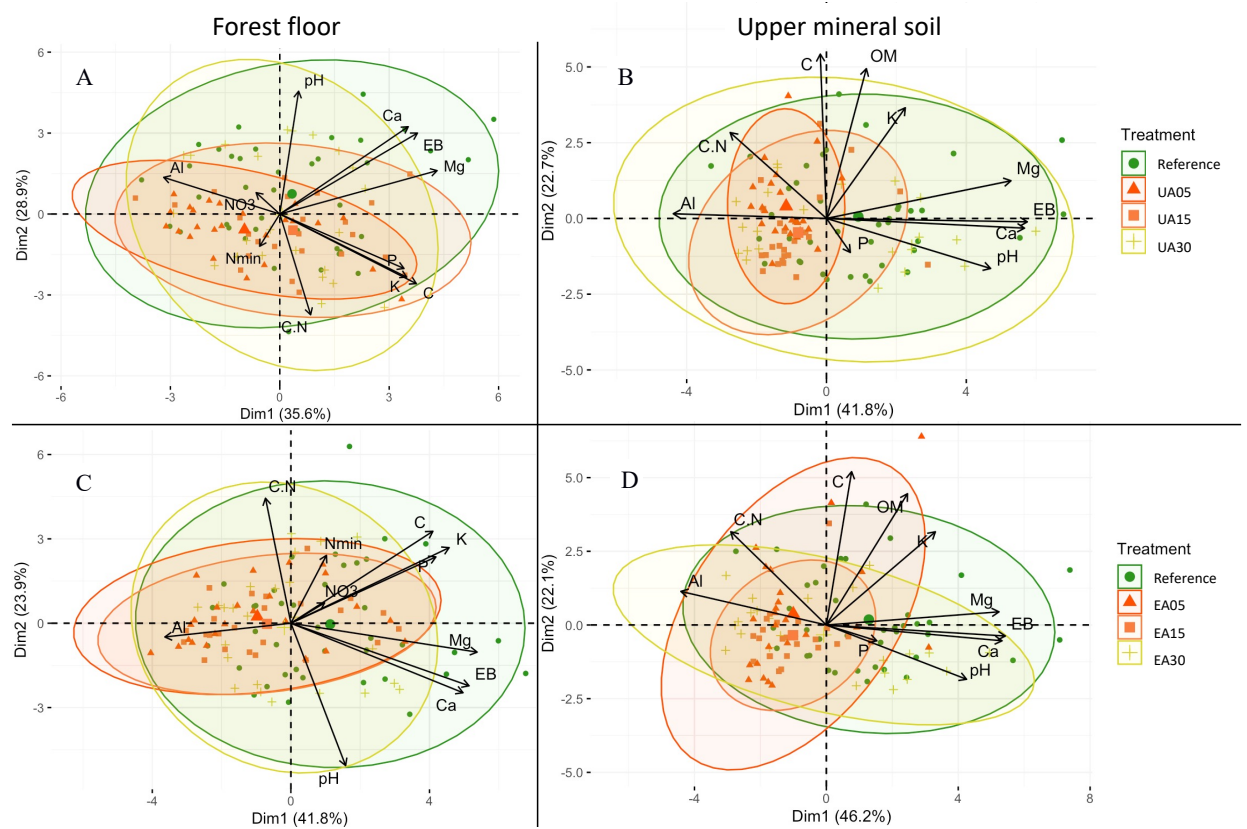 Forest floor
Upper mineral soil
A
6
3
0
-3
-6
-6
-3
0
3
6
Dim2 (28.9%)
Dim1 (35.6%)
pH
Ca
EB
Mg
Al
NO3
Nmin
P
K
C
C.N
B
5.0
2.5
0.0
-2.5
-5.0
-4
0
4
Dim2 (22.7%)
Dim1 (41.8%)
C
OM
K
C.N
Mg
Al
EB
Ca
P
pH
Treatment
Reference
UA05
UA15
UA30
C
6
3
0
-3
-4
0
4
Dim2 (23.9%)
Dim1 (41.8%)
C.N
C
K
Nmin
P
NO3
Al
Mg
EB
Ca
pH
D
5.0
2.5
0.0
-2.5
-5.0
-4
0
4
8
Dim2 (22.1%)
Dim1 (46.2%)
C
OM
C.N
K
Al
Mg
EB
P
Ca
pH
Treatment
Reference
EA05
EA15
EA30